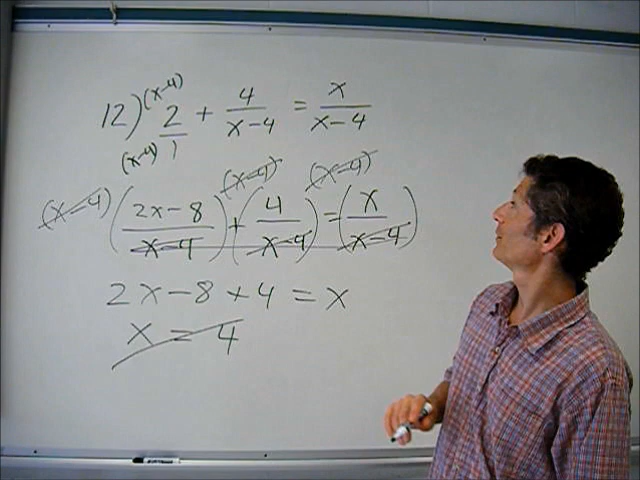 12) (x-4) 2/1 (x-4) + 4/x-4 = x/x-4
(x-4) (2x-8/x-4) + (x-4) (4/x-4) = (x-4) (x/x-4)
2x-8+4=x
x=4